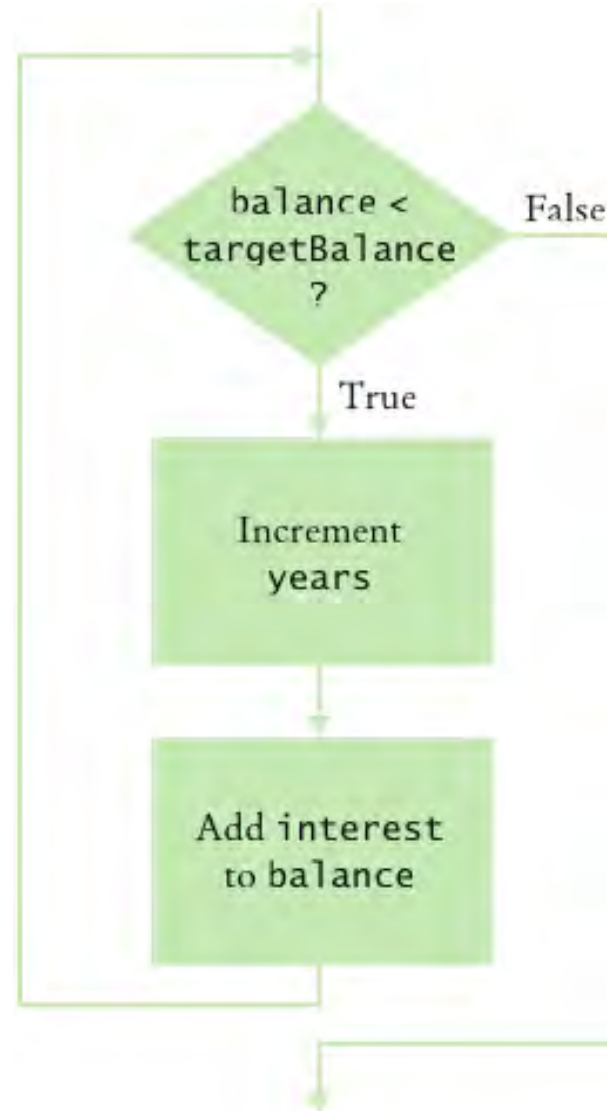 balance <
targetBalance
?
False
True
Increment
years
Add interest
to balance